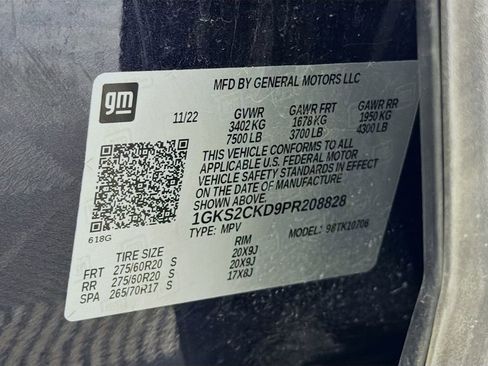 gm
MFD BY GENERAL MOTORS LLC
11/22 GVWR GAWR FRT GAWR RR
3402 KG 1678 KG 1950 KG
7500 LB 3700 LB 4300 LB
THIS VEHICLE CONFORMS TO ALL
APPLICABLE U.S. FEDERAL MOTOR
VEHICLE SAFETY STANDARDS IN EFFECT
ON THE DATE OF MANUFACTURE
SHOWN ABOVE.
1GKS2CKD9PR208828
618G TYPE: MPV MODEL: 98TK10706
TIRE SIZE RIM
FRT 275/60R20 S 20X9J
RR 275/60R20 S 20X9J
SPA 265/70R17 S 17X8J